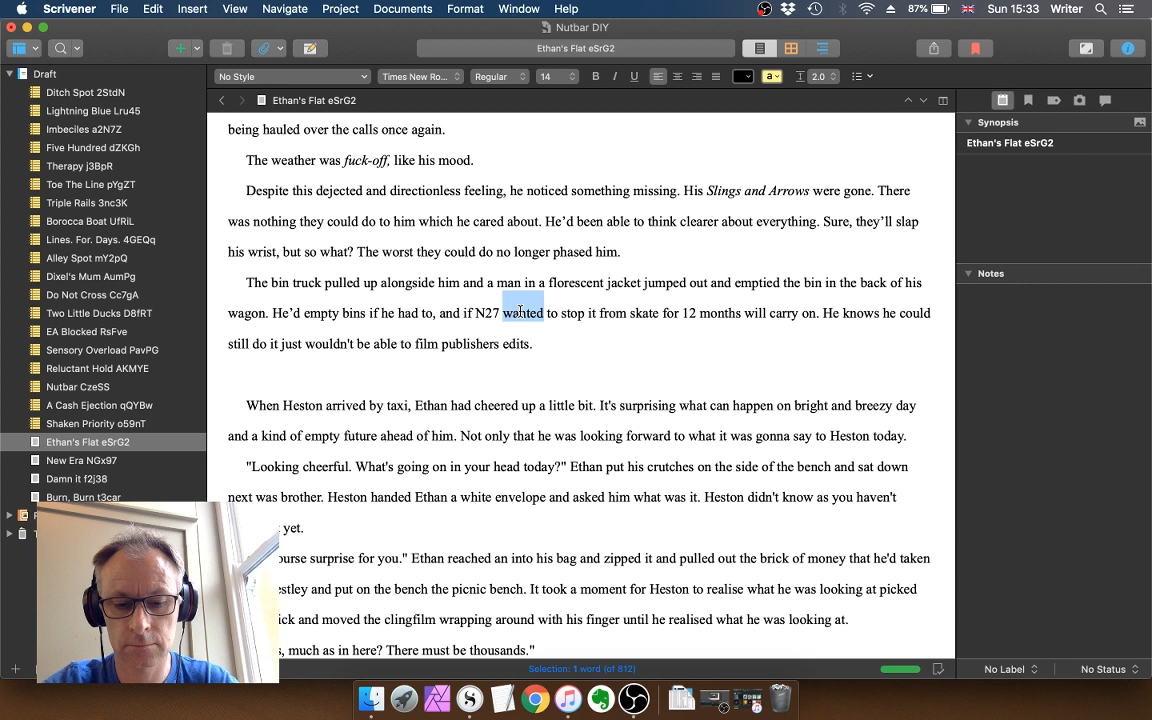 Scrivener File Edit Insert View Navigate Project Documents Format Window Help 87% Sun 15:33 Writer
Nutbar DIY
Ethan's Flat eSrG2
No Style Times New Ro... Regular 14 B I U a 2.0
Draft
Ditch Spot 2StdN
Lightning Blue Lru45
Imbeciles a2N7Z
Five Hundred dZKGh
Therapy j3BpR
Toe The Line pYgZT
Triple Rails 3nc3K
Borocca Boat UfRiL
Lines. For. Days. 4GEQq
Alley Spot mY2pQ
Dixel's Mum AumPg
Do Not Cross Cc7gA
Two Little Ducks D8fRT
EA Blocked RsFve
Sensory Overload PavPG
Reluctant Hold AKMYE
Nutbar CzeSS
A Cash Ejection qQYBw
Shaken Priority o59nT
Ethan's Flat eSrG2
New Era NGx97
Damn it f2j38
Burn, Burn t3car
Ethan's Flat eSrG2
being hauled over the calls once again.
The weather was fuck-off, like his mood.
Despite this dejected and directionless feeling, he noticed something missing. His Slings and Arrows were gone. There
was nothing they could do to him which he cared about. He'd been able to think clearer about everything. Sure, they'll slap
his wrist, but so what? The worst they could do no longer phased him.
The bin truck pulled up alongside him and a man in a florescent jacket jumped out and emptied the bin in the back of his
wagon. He'd empty bins if he had to, and if N27 wanted to stop it from skate for 12 months will carry on. He knows he could
still do it just wouldn't be able to film publishers edits.
When Heston arrived by taxi, Ethan had cheered up a little bit. It's surprising what can happen on bright and breezy day
and a kind of empty future ahead of him. Not only that he was looking forward to what it was gonna say to Heston today.
"Looking cheerful. What's going on in your head today?" Ethan put his crutches on the side of the bench and sat down
next was brother. Heston handed Ethan a white envelope and asked him what was it. Heston didn't know as you haven't
yet.
ourse surprise for you." Ethan reached an into his bag and zipped it and pulled out the brick of money that he'd taken
estley and put on the bench the picnic bench. It took a moment for Heston to realise what he was looking at picked
ick and moved the clingfilm wrapping around with his finger until he realised what he was looking at.
s, much as in here? There must be thousands."
Selection: 1 word (of 812)
Synopsis
Ethan's Flat eSrG2
Notes
No Label No Status